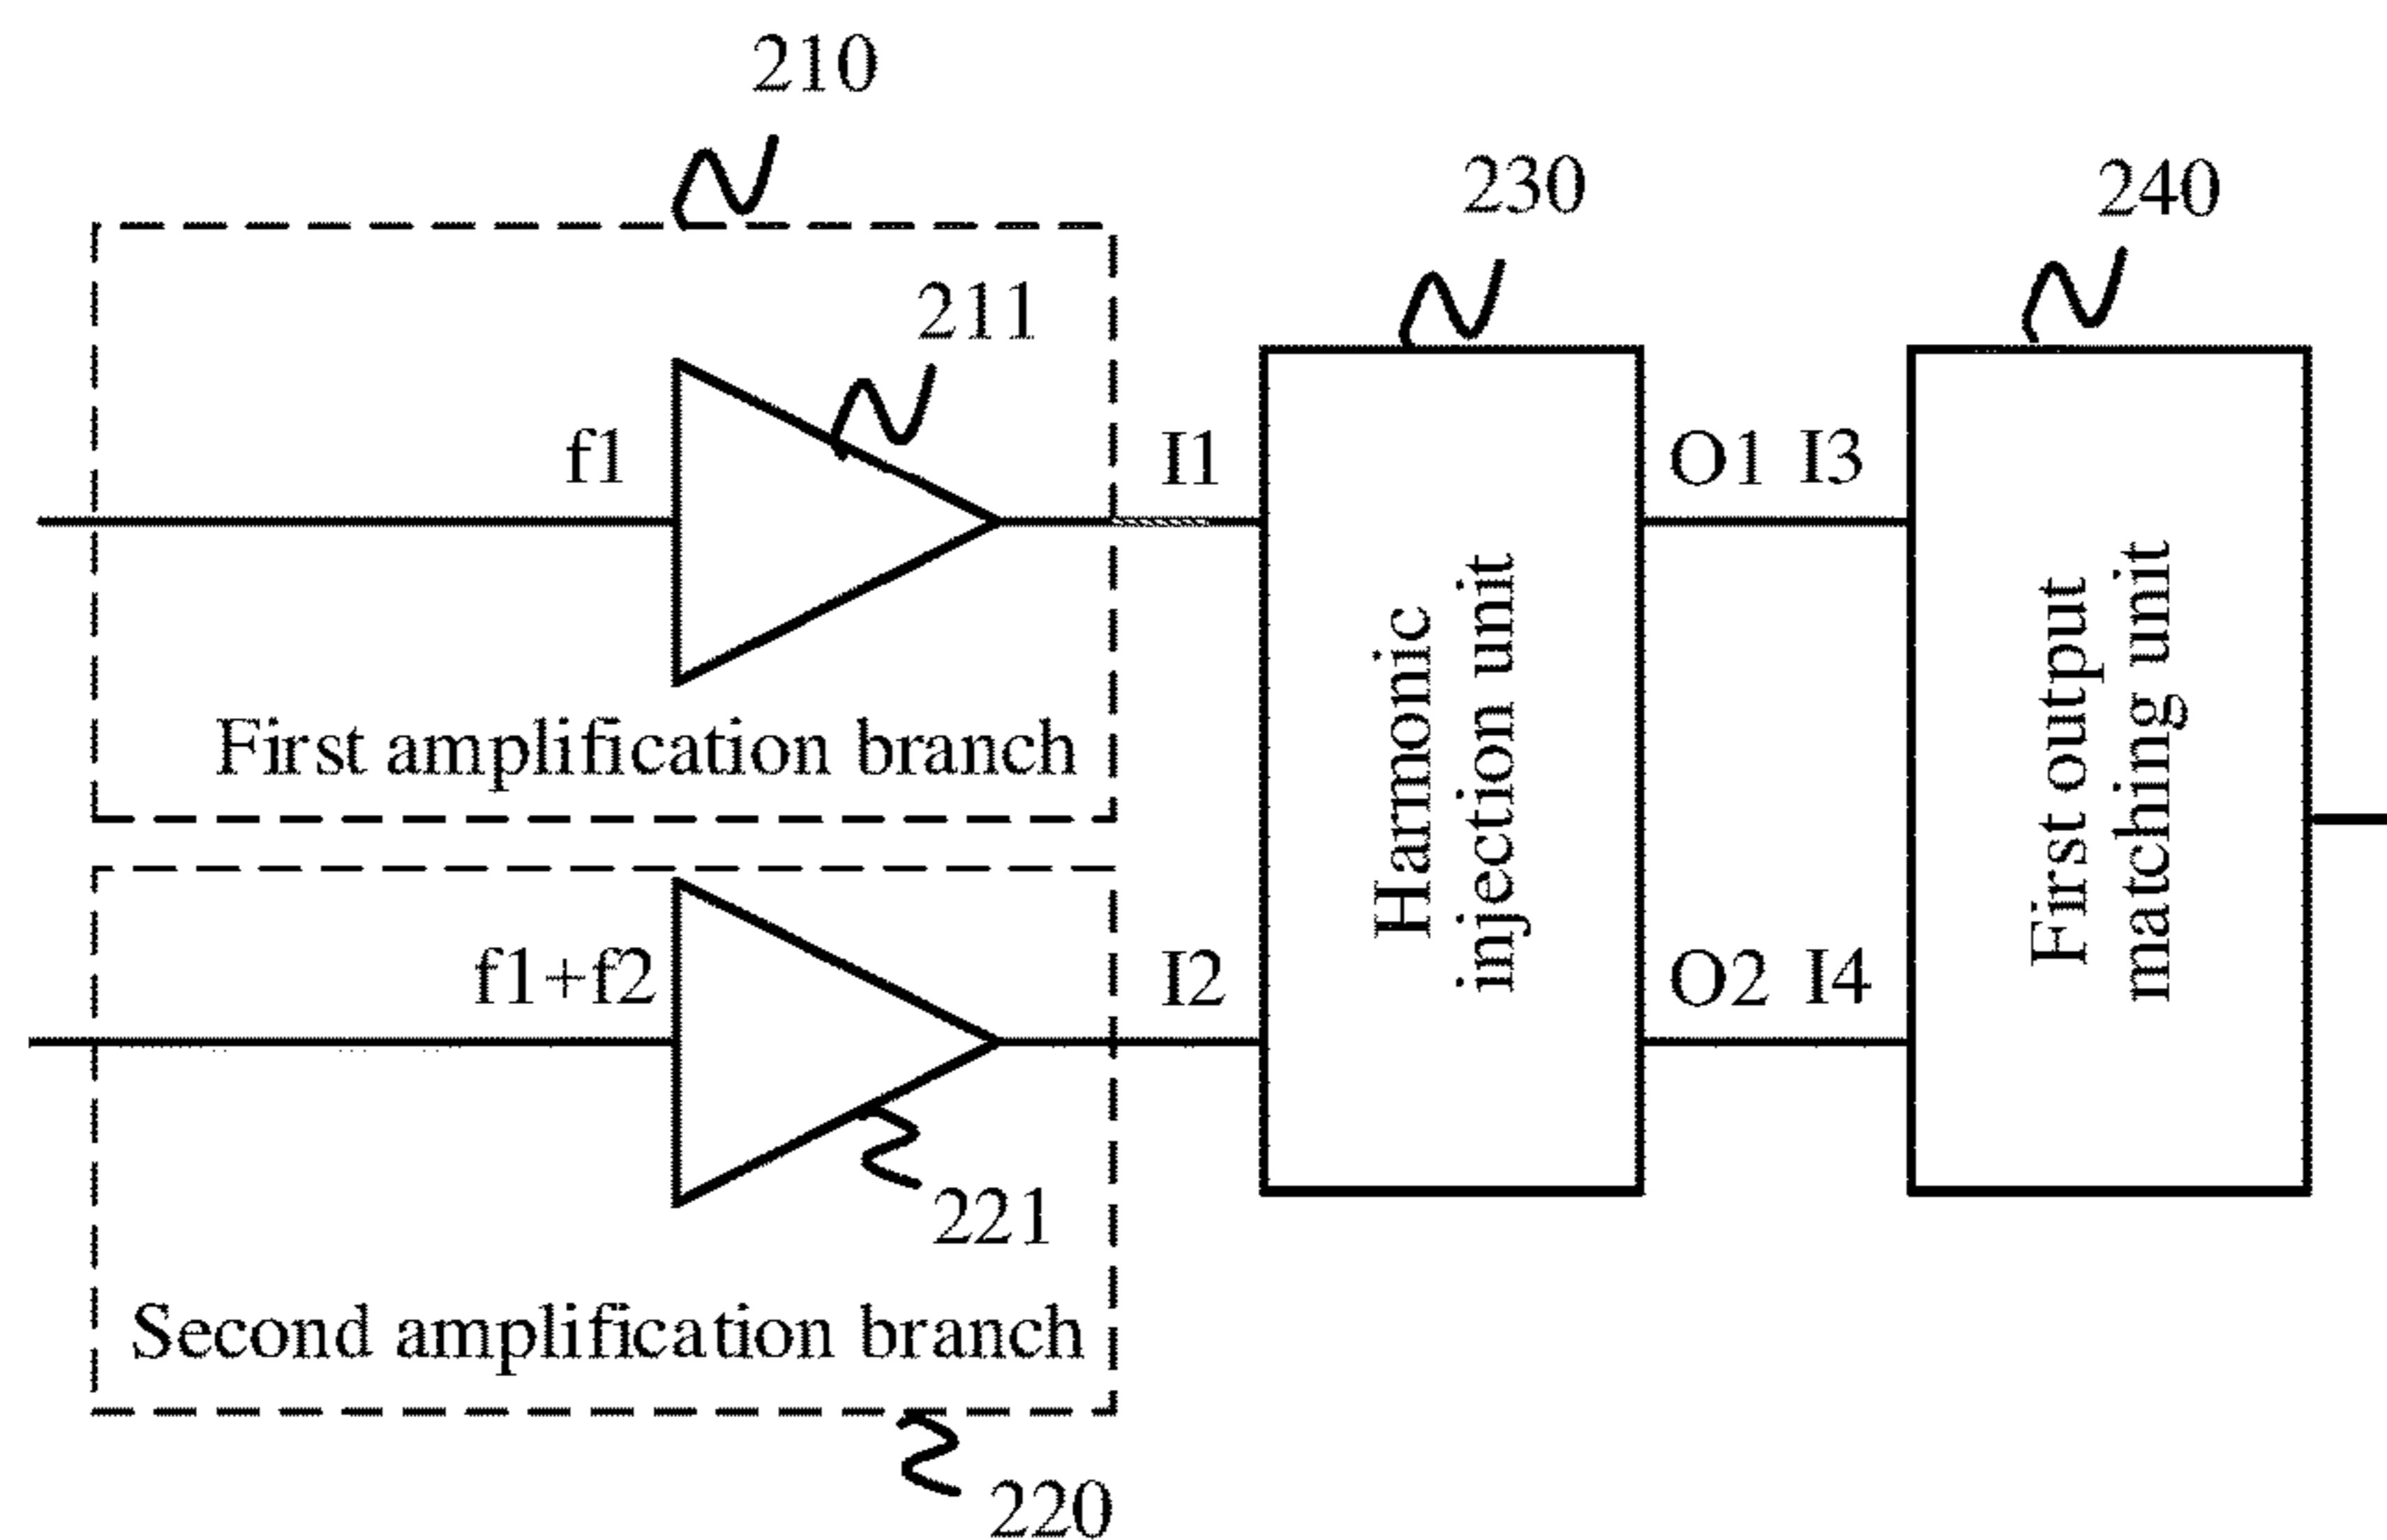 210
230
240
211
f1
I1
O1 I3
First amplification branch
Harmonic
injection unit
First output
matching unit
f1+f2
I2
O2 I4
221
Second amplification branch
220